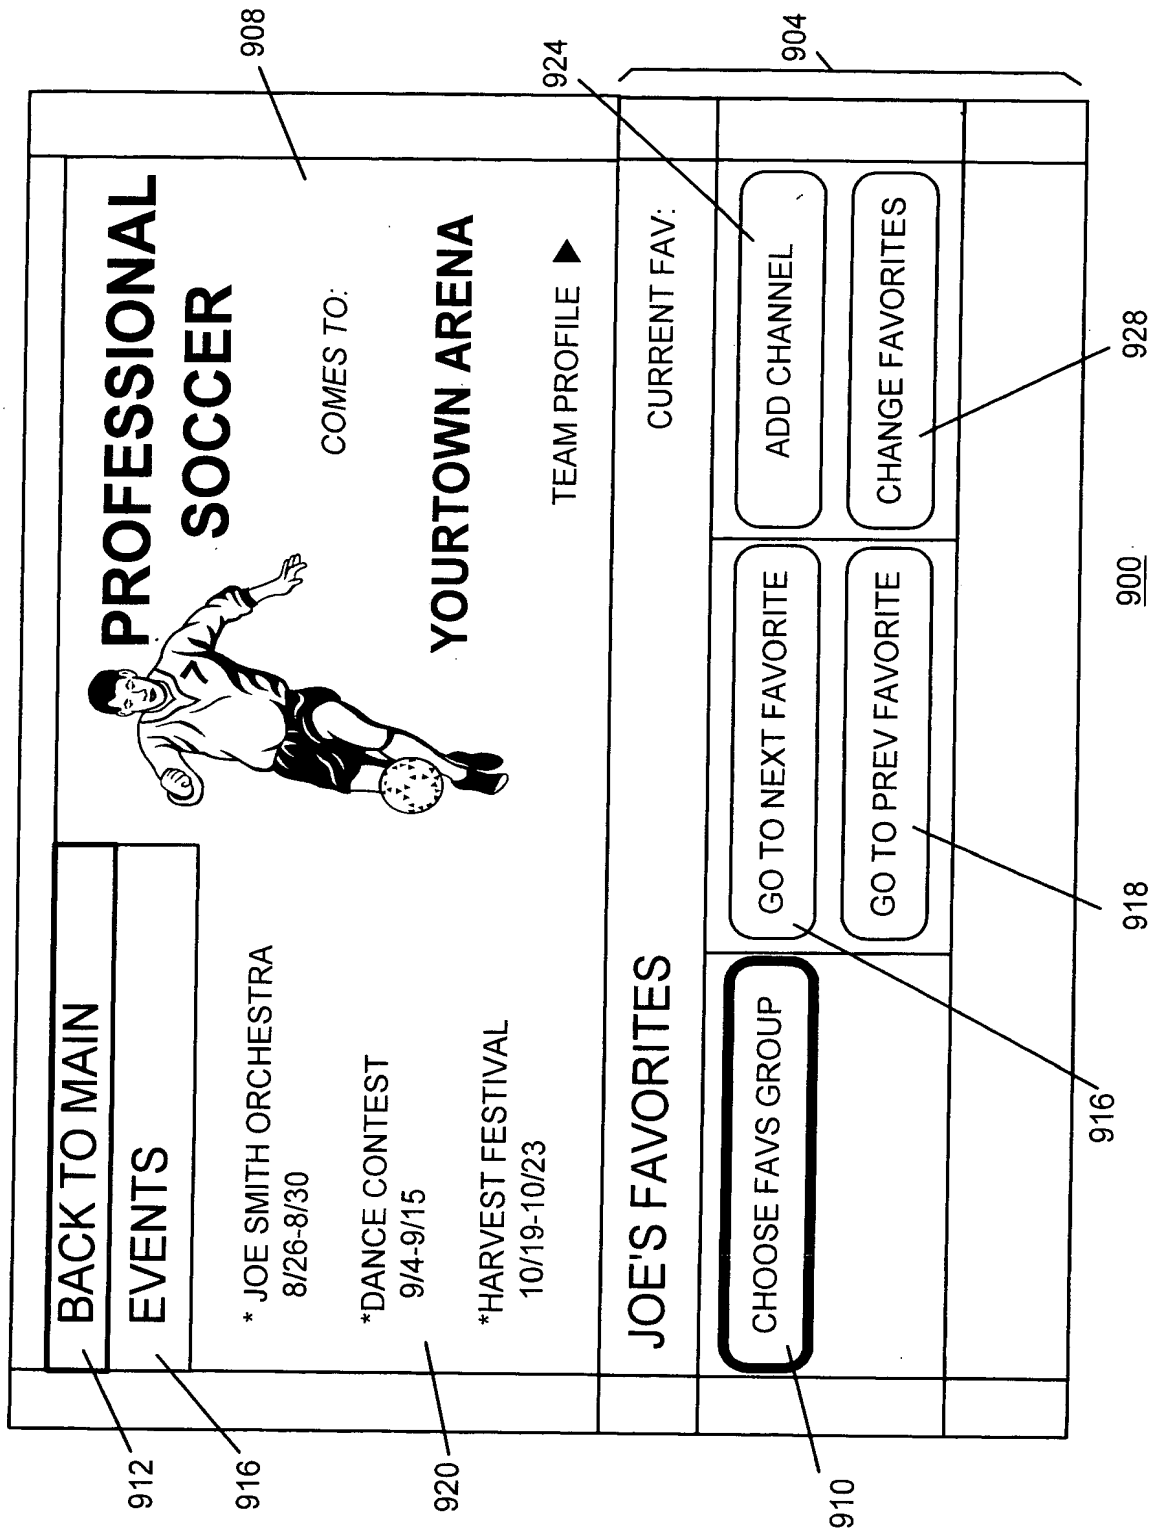 908
924
904
912
BACK TO MAIN
916
EVENTS
PROFESSIONAL
SOCCER
7
* JOE SMITH ORCHESTRA
8/26-8/30
COMES TO:
*DANCE CONTEST
9/4-9/15
YOURTOWN ARENA
920
*HARVEST FESTIVAL
10/19-10/23
TEAM PROFILE ▶
JOE'S FAVORITES
CURRENT FAV:
910
CHOOSE FAVS GROUP
GO TO NEXT FAVORITE
ADD CHANNEL
GO TO PREV FAVORITE
CHANGE FAVORITES
916
918
900
928